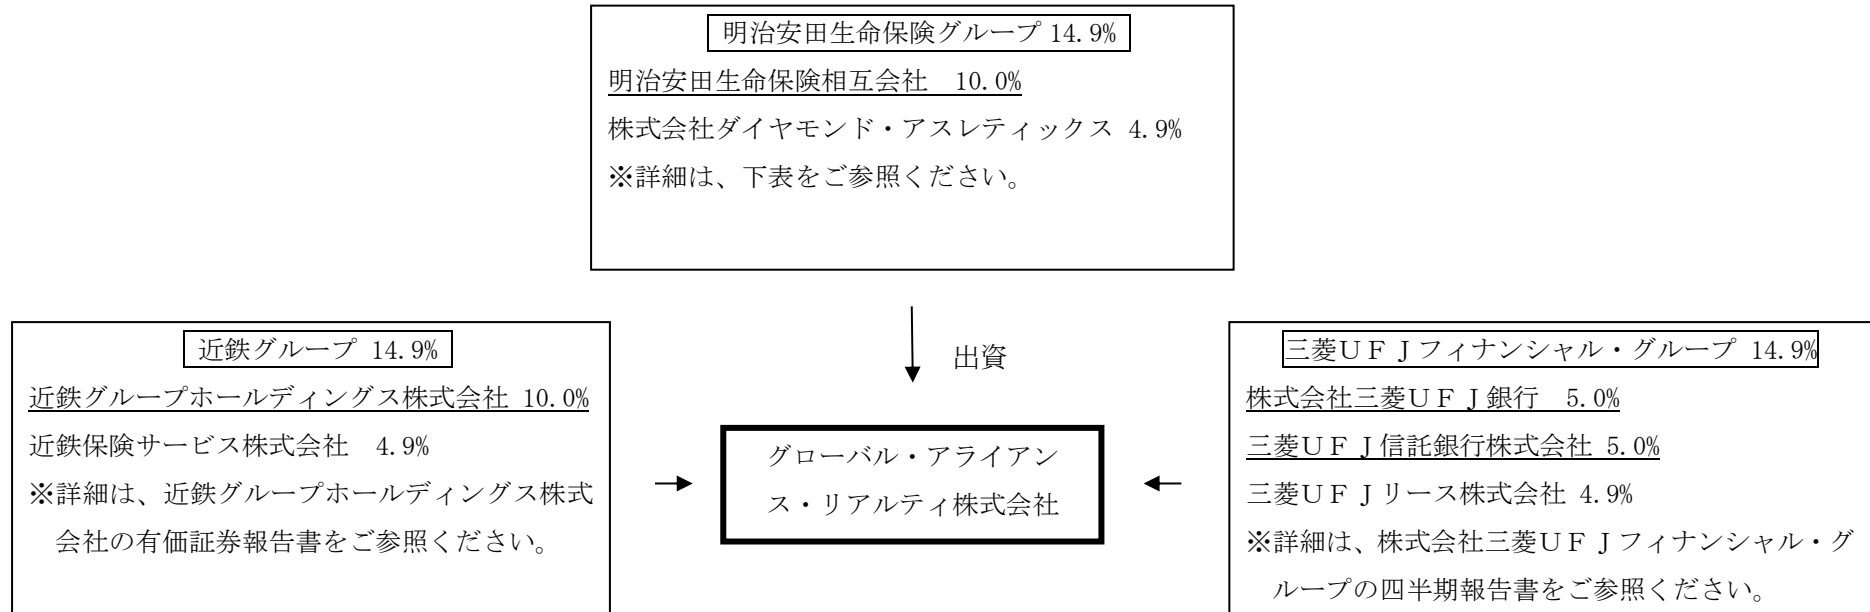 明治安田生命保険グループ 14.9%
明治安田生命保険相互会社　10.0%
株式会社ダイヤモンド・アスレティックス 4.9%
※詳細は、下表をご参照ください。
近鉄グループ 14.9%
近鉄グループホールディングス株式会社 10.0%
近鉄保険サービス株式会社　4.9%
※詳細は、近鉄グループホールディングス株式
会社の有価証券報告書をご参照ください。
出資
グローバル・アライアン
ス・リアルティ株式会社
三菱ＵＦＪフィナンシャル・グループ 14.9%
株式会社三菱ＵＦＪ銀行　5.0%
三菱ＵＦＪ信託銀行株式会社 5.0%
三菱ＵＦＪリース株式会社 4.9%
※詳細は、株式会社三菱ＵＦＪフィナンシャル・グ
ループの四半期報告書をご参照ください。